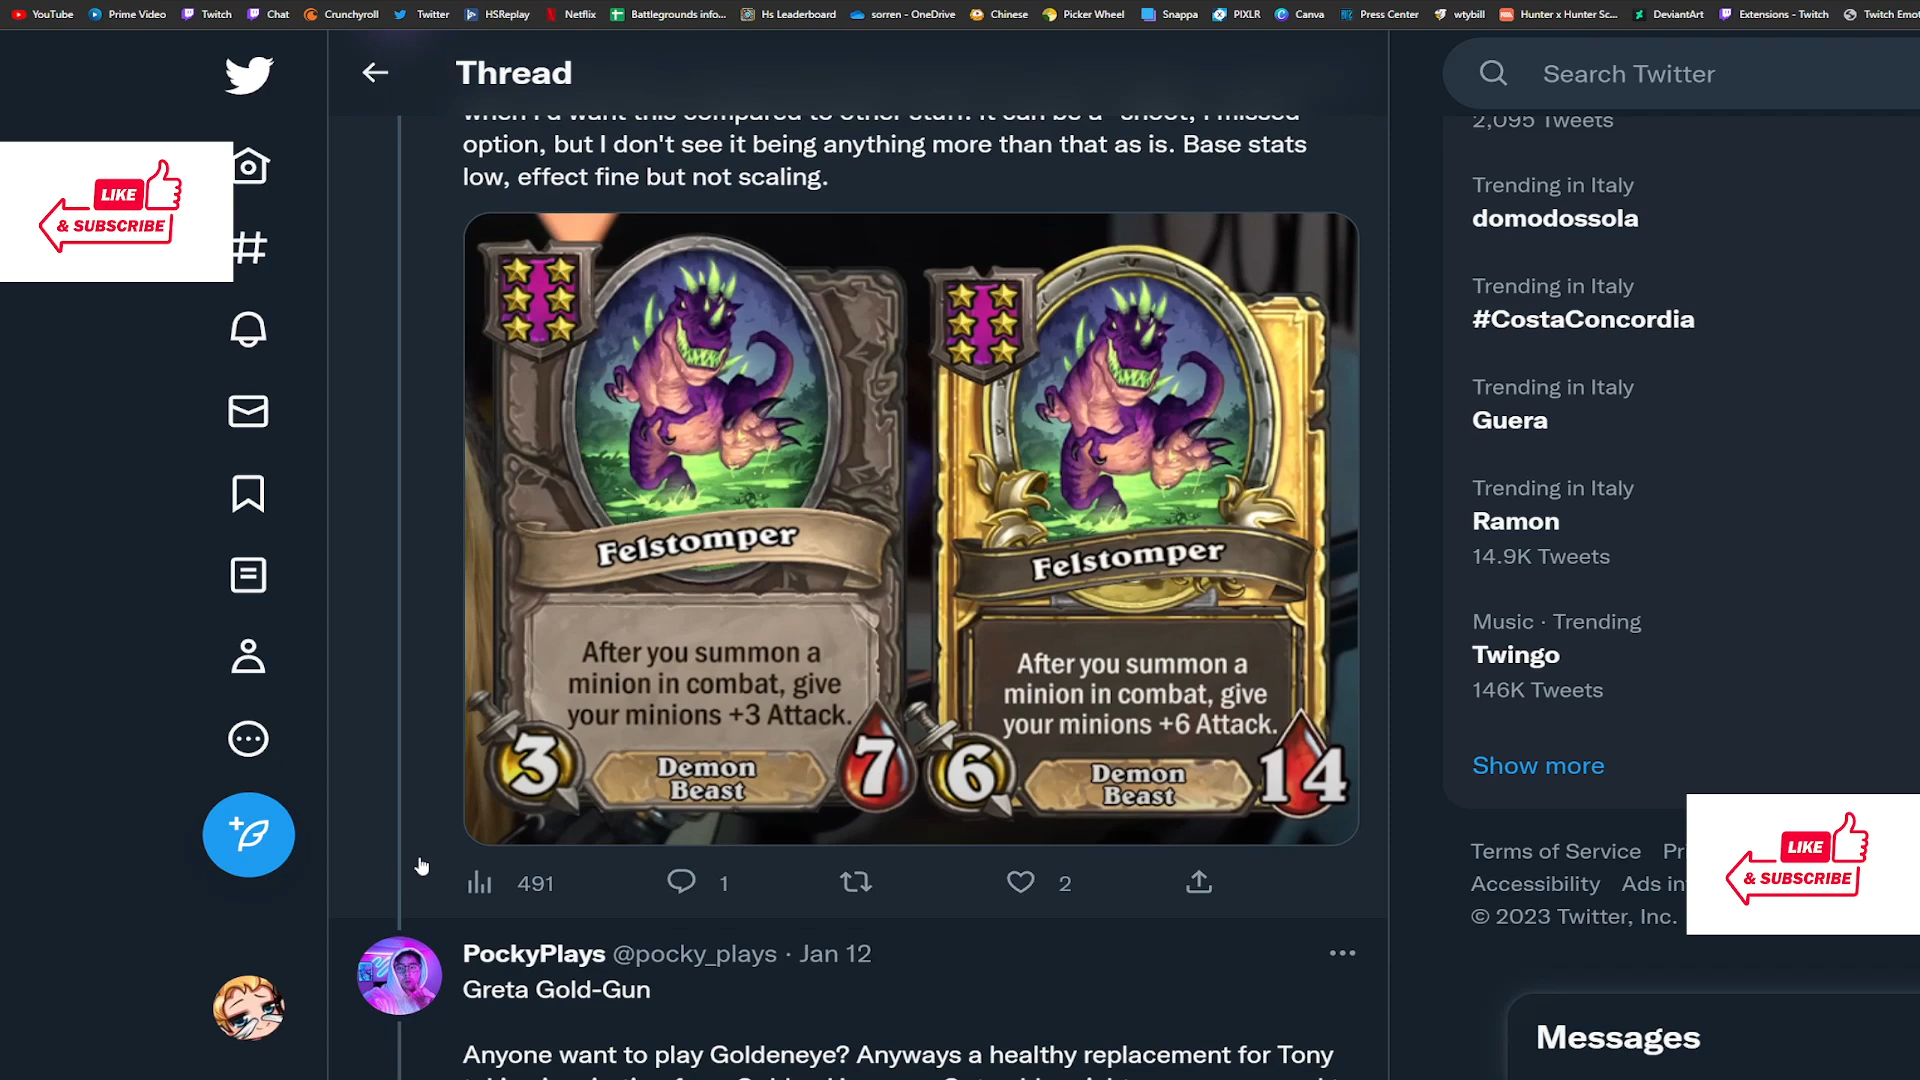 YouTube Prime Video Twitch Chat Crunchyroll Twitter HSReplay Netflix Battlegrounds info... Hs Leaderboard sorren - OneDrive Chinese Picker Wheel Snappa PIXLR Canva Press Center wtybill Hunter x Hunter Sc... DeviantArt Extensions - Twitch Twitch Emot
Thread
Search Twitter
when I'd want this compared to other stuff. It can be a "shoot, I missed"
option, but I don't see it being anything more than that as is. Base stats
low, effect fine but not scaling.
LIKE
& SUBSCRIBE
Felstomper
After you summon a
minion in combat, give
your minions +3 Attack.
3
Demon
Beast
7
Felstomper
After you summon a
minion in combat, give
your minions +6 Attack.
6
Demon
Beast
14
491 1 2
PockyPlays @pocky_plays · Jan 12
Greta Gold-Gun
Anyone want to play Goldeneye? Anyways a healthy replacement for Tony
2,095 Tweets
Trending in Italy
domodossola
Trending in Italy
#CostaConcordia
Trending in Italy
Guera
Trending in Italy
Ramon
14.9K Tweets
Music · Trending
Twingo
146K Tweets
Show more
Terms of Service Pr
Accessibility Ads in
© 2023 Twitter, Inc.
LIKE
& SUBSCRIBE
Messages